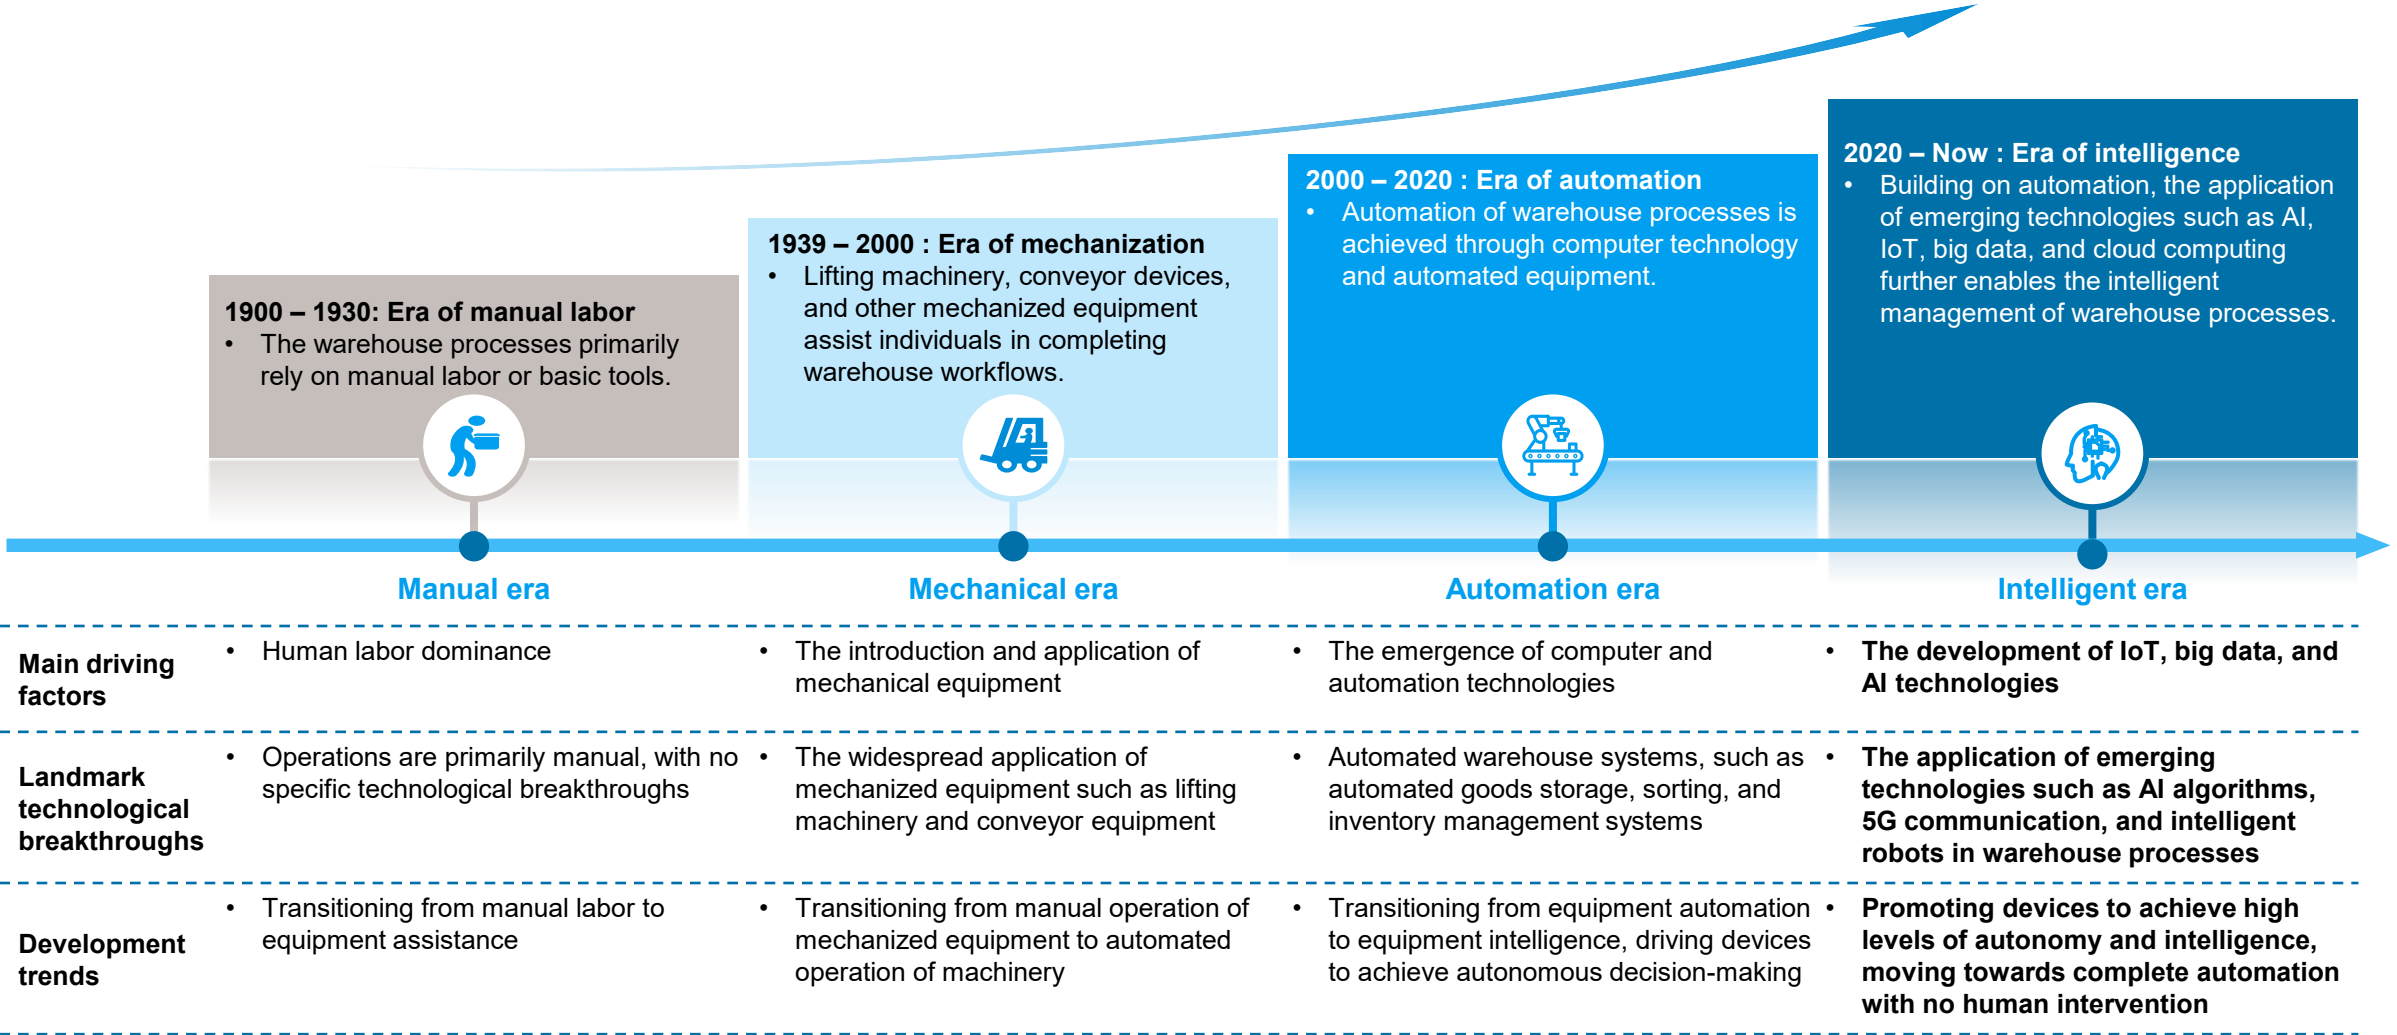 1900 – 1930: Era of manual labor
• The warehouse processes primarily
rely on manual labor or basic tools.
1939 – 2000 : Era of mechanization
• Lifting machinery, conveyor devices,
and other mechanized equipment
assist individuals in completing
warehouse workflows.
2000 – 2020 : Era of automation
• Automation of warehouse processes is
achieved through computer technology
and automated equipment.
2020 – Now : Era of intelligence
• Building on automation, the application
of emerging technologies such as AI,
IoT, big data, and cloud computing
further enables the intelligent
management of warehouse processes.
Manual era
Mechanical era
Automation era
Intelligent era
Main driving
factors
• Human labor dominance
• The introduction and application of
mechanical equipment
• The emergence of computer and
automation technologies
• The development of IoT, big data, and
AI technologies
Landmark
technological
breakthroughs
• Operations are primarily manual, with no
specific technological breakthroughs
• The widespread application of
mechanized equipment such as lifting
machinery and conveyor equipment
• Automated warehouse systems, such as
automated goods storage, sorting, and
inventory management systems
• The application of emerging
technologies such as AI algorithms,
5G communication, and intelligent
robots in warehouse processes
Development
trends
• Transitioning from manual labor to
equipment assistance
• Transitioning from manual operation of
mechanized equipment to automated
operation of machinery
• Transitioning from equipment automation
to equipment intelligence, driving devices
to achieve autonomous decision-making
• Promoting devices to achieve high
levels of autonomy and intelligence,
moving towards complete automation
with no human intervention